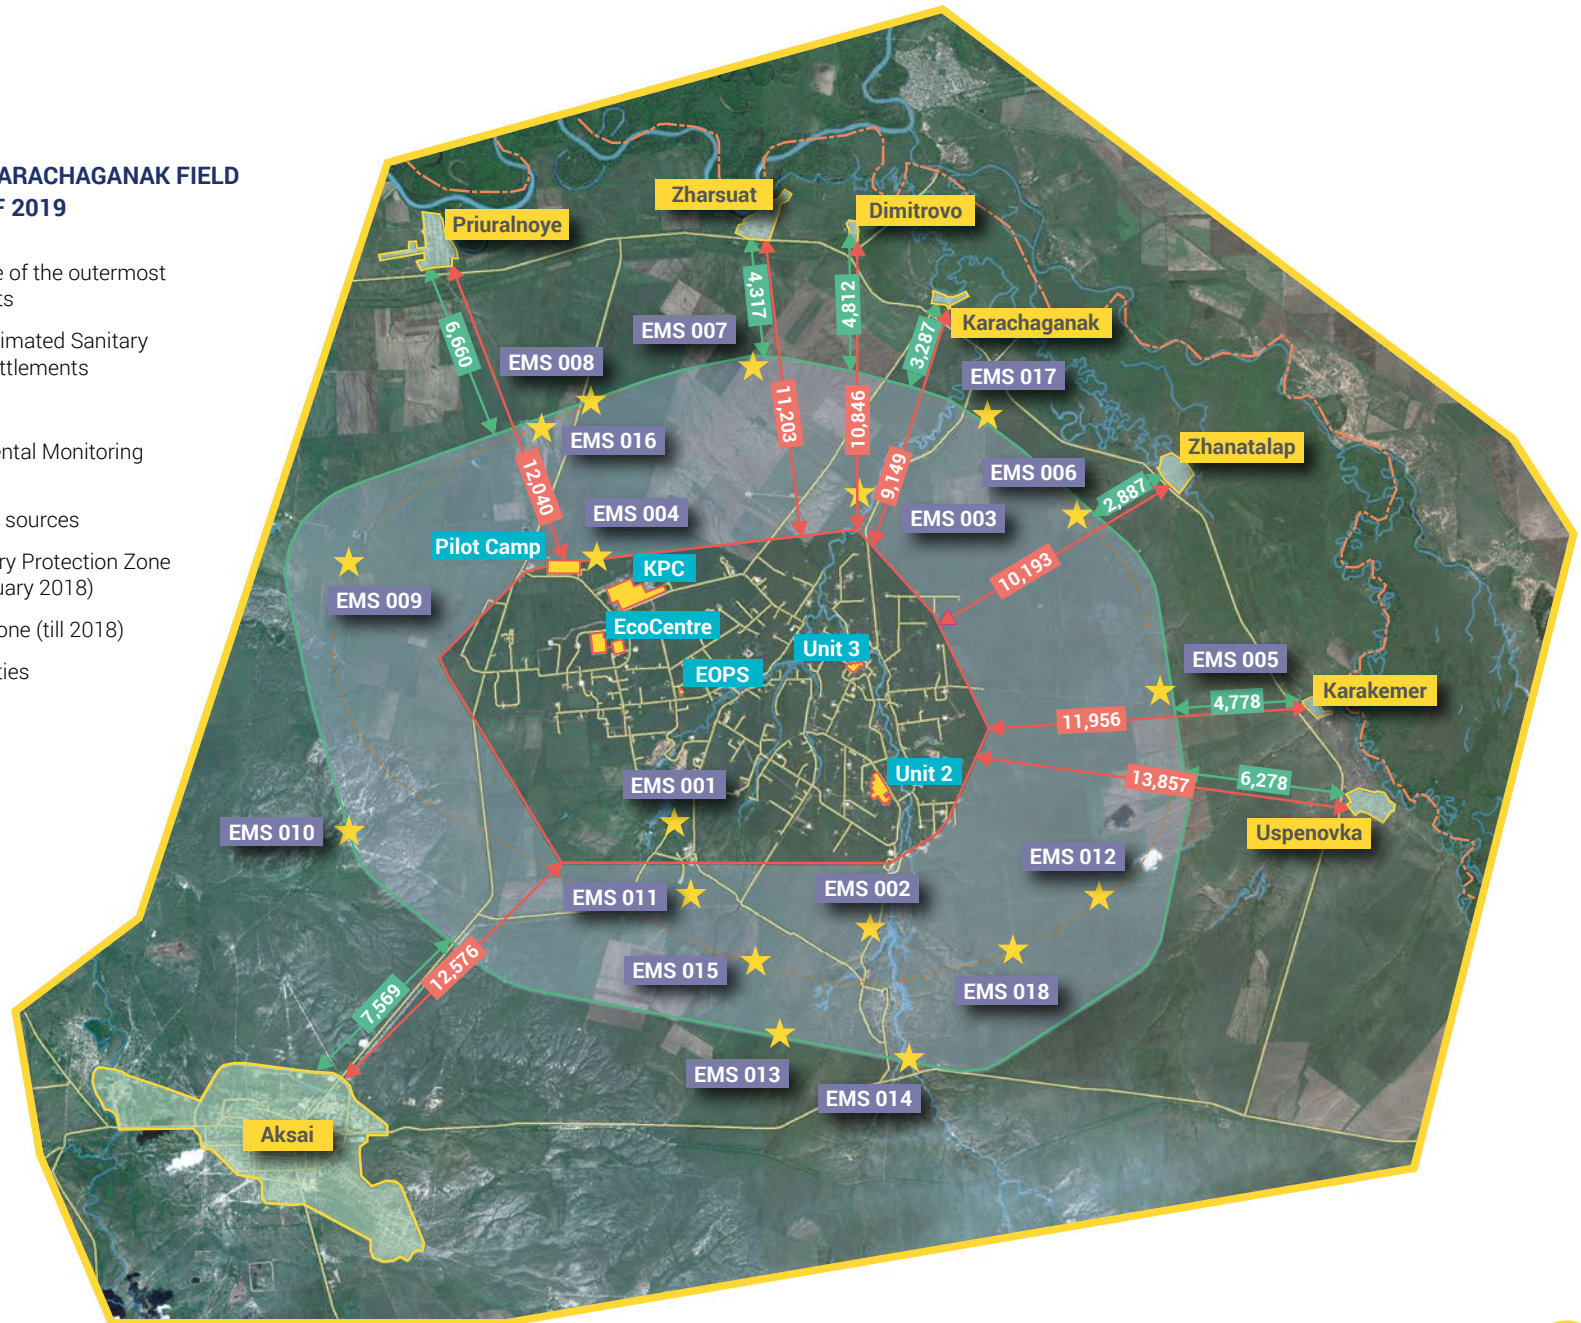 ARACHAGANAK FIELD
F 2019
e of the outermost
ts
timated Sanitary
ttlements
ental Monitoring
sources
ry Protection Zone
uary 2018)
one (till 2018)
ties
Priuralnoye
Zharsuat
Dimitrovo
Karachaganak
Zhanatalap
Karakemer
Uspenovka
Aksai
6,660
12,040
4,317
11,203
4,812
10,846
3,287
9,149
2,887
10,193
4,778
11,956
6,278
13,857
7,569
12,576
EMS 007
EMS 008
EMS 016
EMS 017
EMS 006
EMS 004
EMS 003
EMS 009
EMS 005
EMS 001
EMS 010
EMS 011
EMS 002
EMS 012
EMS 015
EMS 018
EMS 013
EMS 014
Pilot Camp
KPC
EcoCentre
Unit 3
EOPS
Unit 2